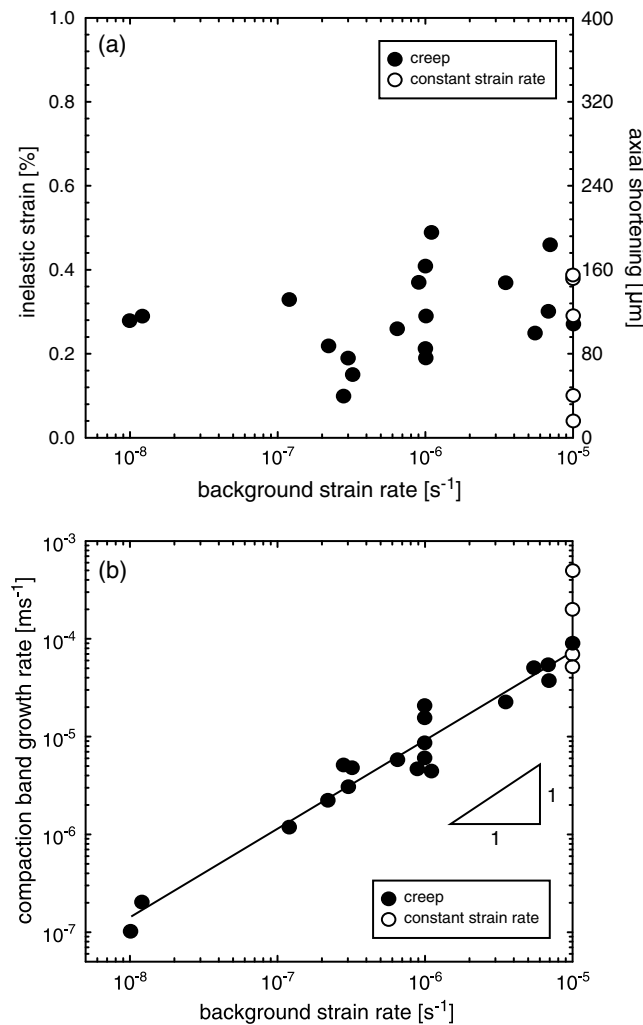 (a)
creep
constant strain rate
1.0
0.8
0.6
0.4
0.2
0.0
inelastic strain [%]
400
320
240
160
80
0
axial shortening [µm]
10⁻⁸ 10⁻⁷ 10⁻⁶ 10⁻⁵
background strain rate [s⁻¹]
(b)
10⁻³
10⁻⁴
10⁻⁵
10⁻⁶
10⁻⁷
compaction band growth rate [ms⁻¹]
1
1
creep
constant strain rate
10⁻⁸ 10⁻⁷ 10⁻⁶ 10⁻⁵
background strain rate [s⁻¹]